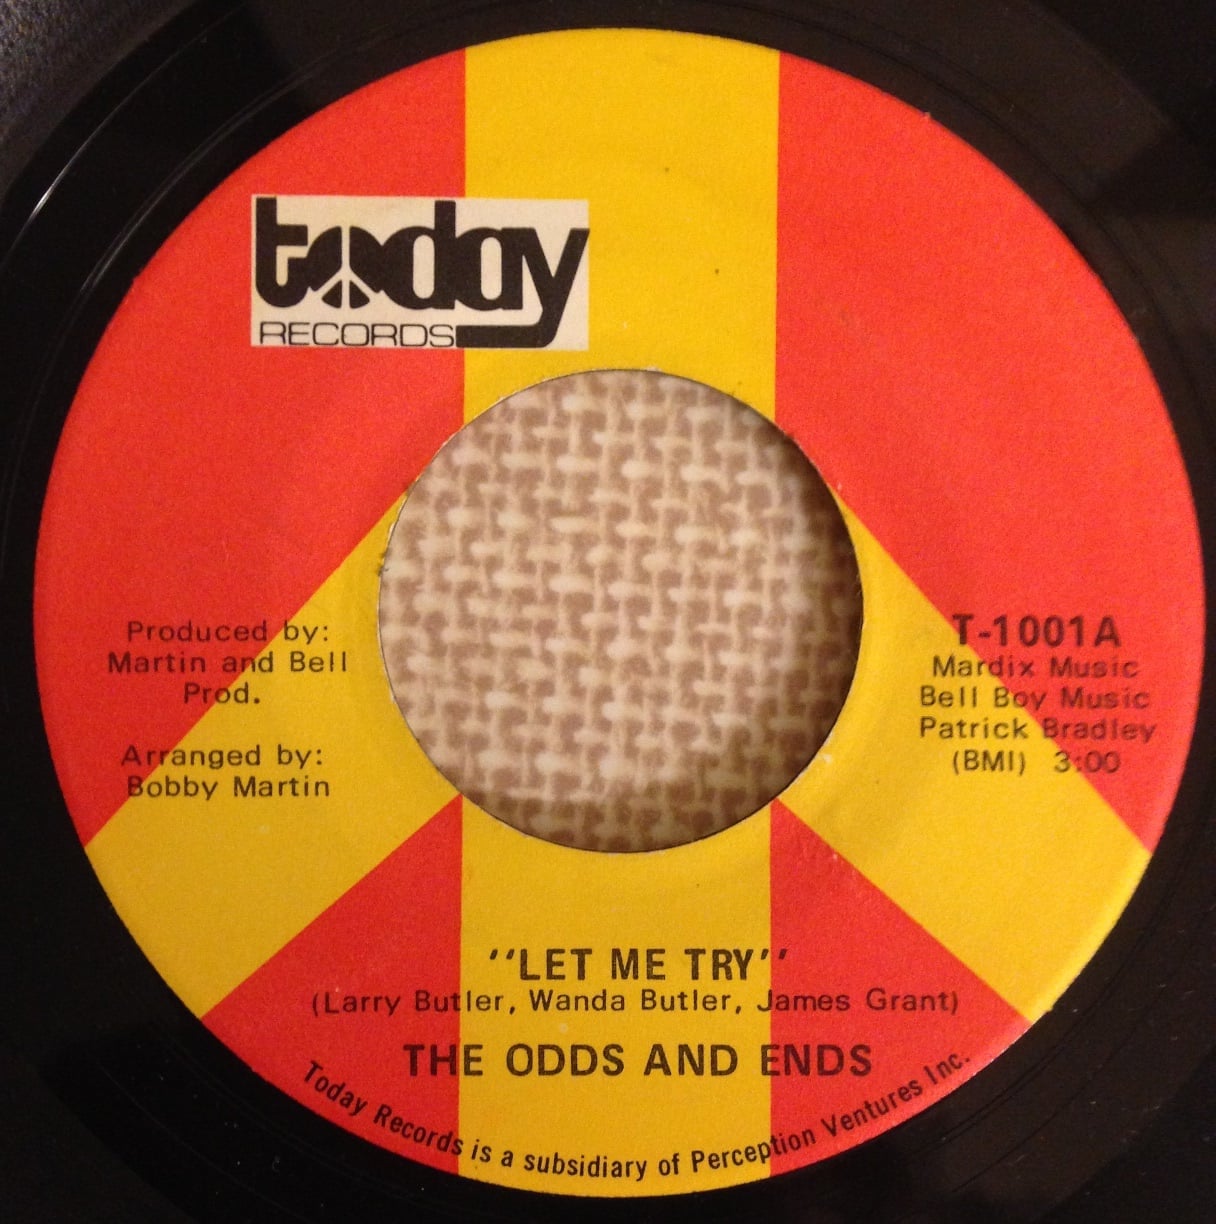 today
RECORDS
Produced by:
Martin and Bell
Prod.
Arranged by:
Bobby Martin
T-1001A
Mardix Music
Bell Boy Music
Patrick Bradley
(BMI) 3:00
"LET ME TRY"
(Larry Butler, Wanda Butler, James Grant)
THE ODDS AND ENDS
Today Records is a subsidiary of Perception Ventures Inc.